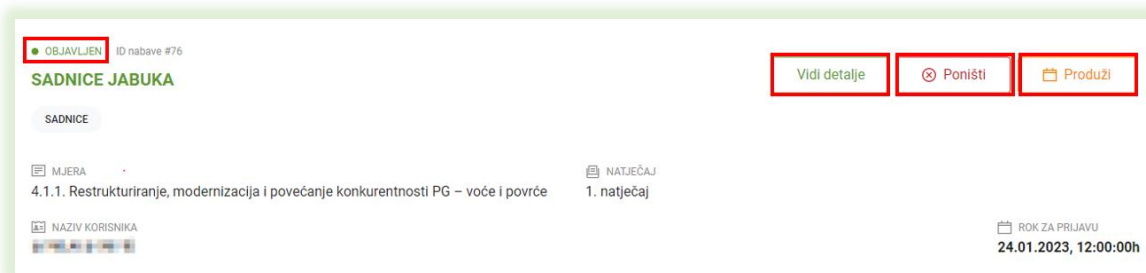 OBJAVLJEN ID nabave #76
SADNICE JABUKA
Vidi detalje Poništi Produži
SADNICE
MJERA NATJEČAJ
4.1.1. Restrukturiranje, modernizacija i povećanje konkurentnosti PG – voće i povrće 1. natječaj
NAZIV KORISNIKA ROK ZA PRIJAVU
24.01.2023, 12:00:00h